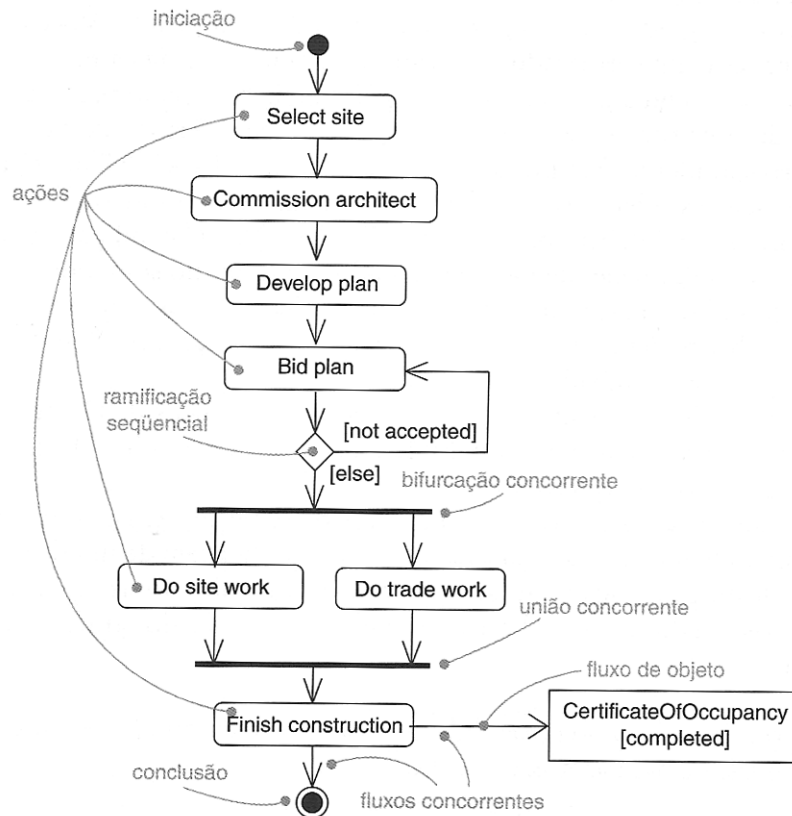 iniciação
Select site
ações
Commission architect
Develop plan
Bid plan
ramificação
seqüencial
[not accepted]
[else]
bifurcação concorrente
Do site work
Do trade work
união concorrente
fluxo de objeto
Finish construction
CertificateOfOccupancy
[completed]
conclusão
fluxos concorrentes